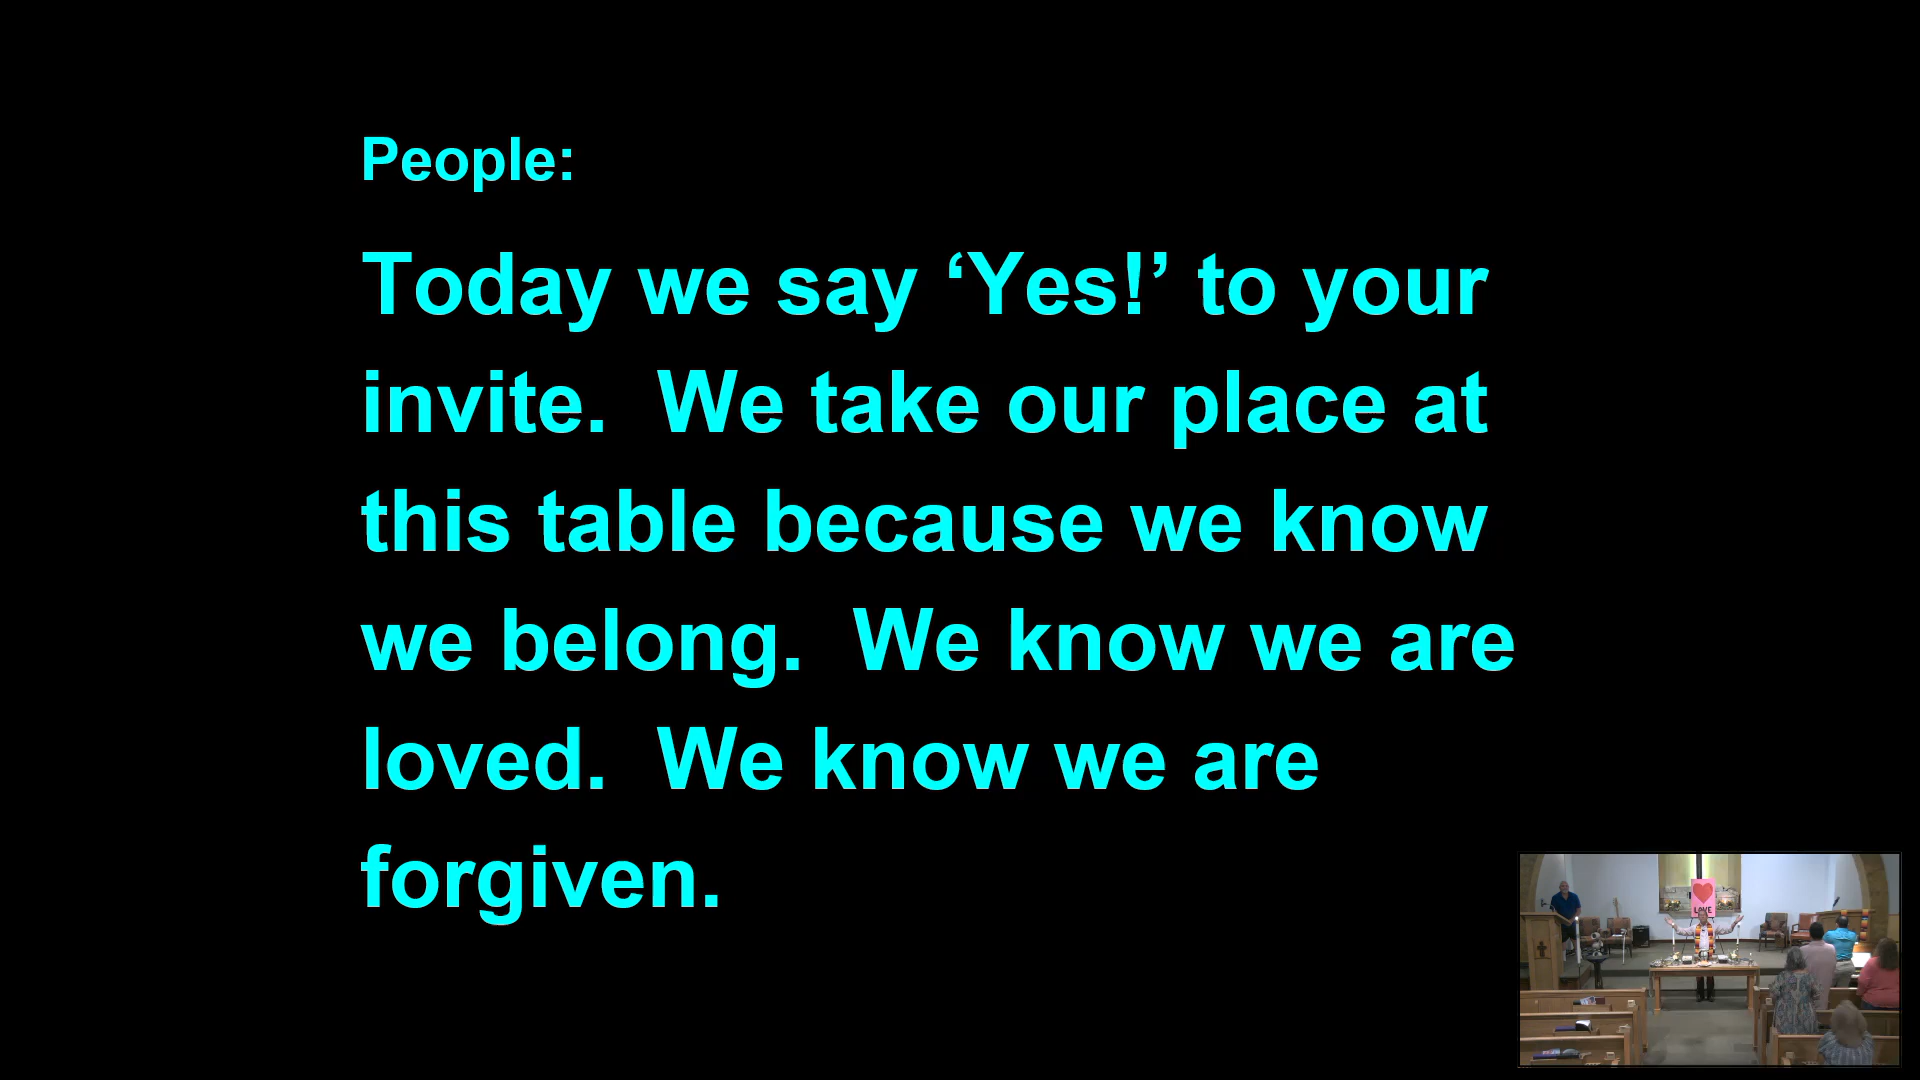 People:
Today we say ‘Yes!’ to your
invite.  We take our place at
this table because we know
we belong.  We know we are
loved.  We know we are
forgiven.
LOVE